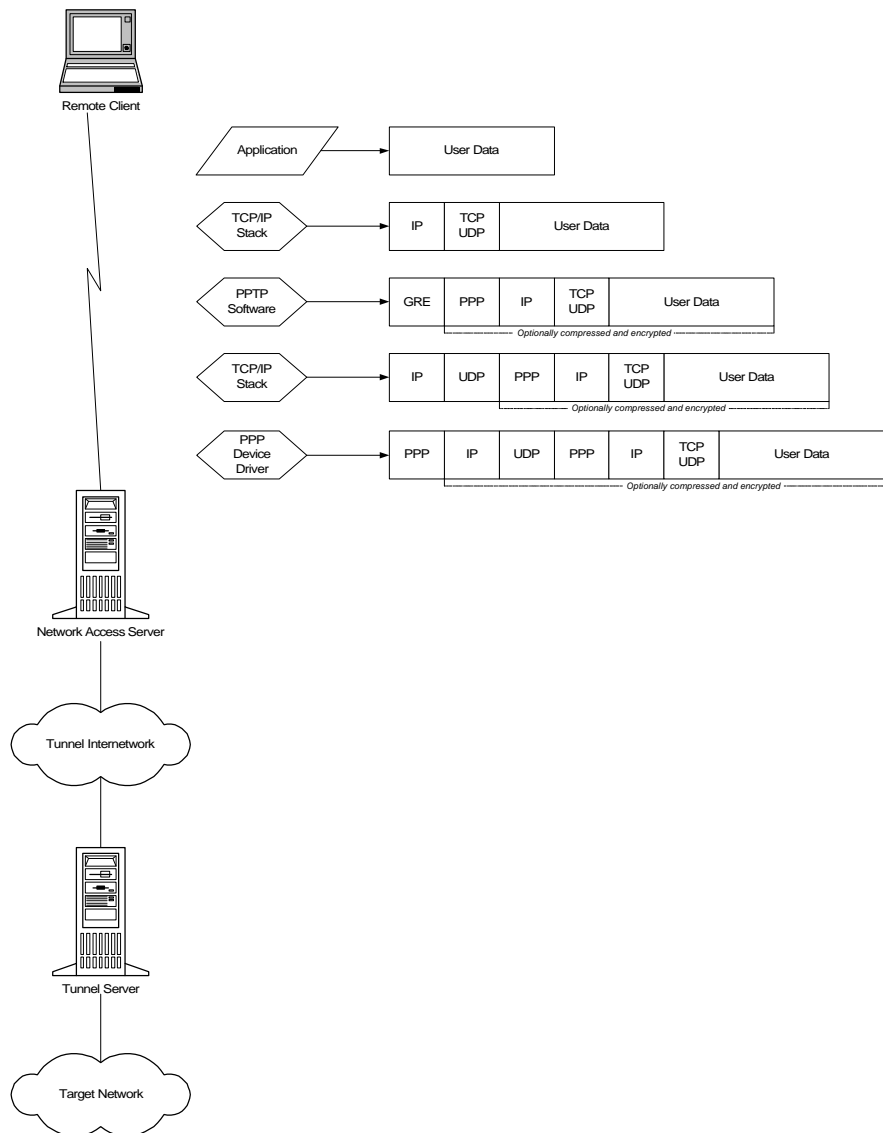 Remote Client
Application
User Data
TCP/IP
Stack
IP
TCP
UDP
User Data
PPTP
Software
GRE
PPP
IP
TCP
UDP
User Data
Optionally compressed and encrypted
TCP/IP
Stack
IP
UDP
PPP
IP
TCP
UDP
User Data
Optionally compressed and encrypted
PPP
Device
Driver
PPP
IP
UDP
PPP
IP
TCP
UDP
User Data
Optionally compressed and encrypted
Network Access Server
Tunnel Internetwork
Tunnel Server
Target Network